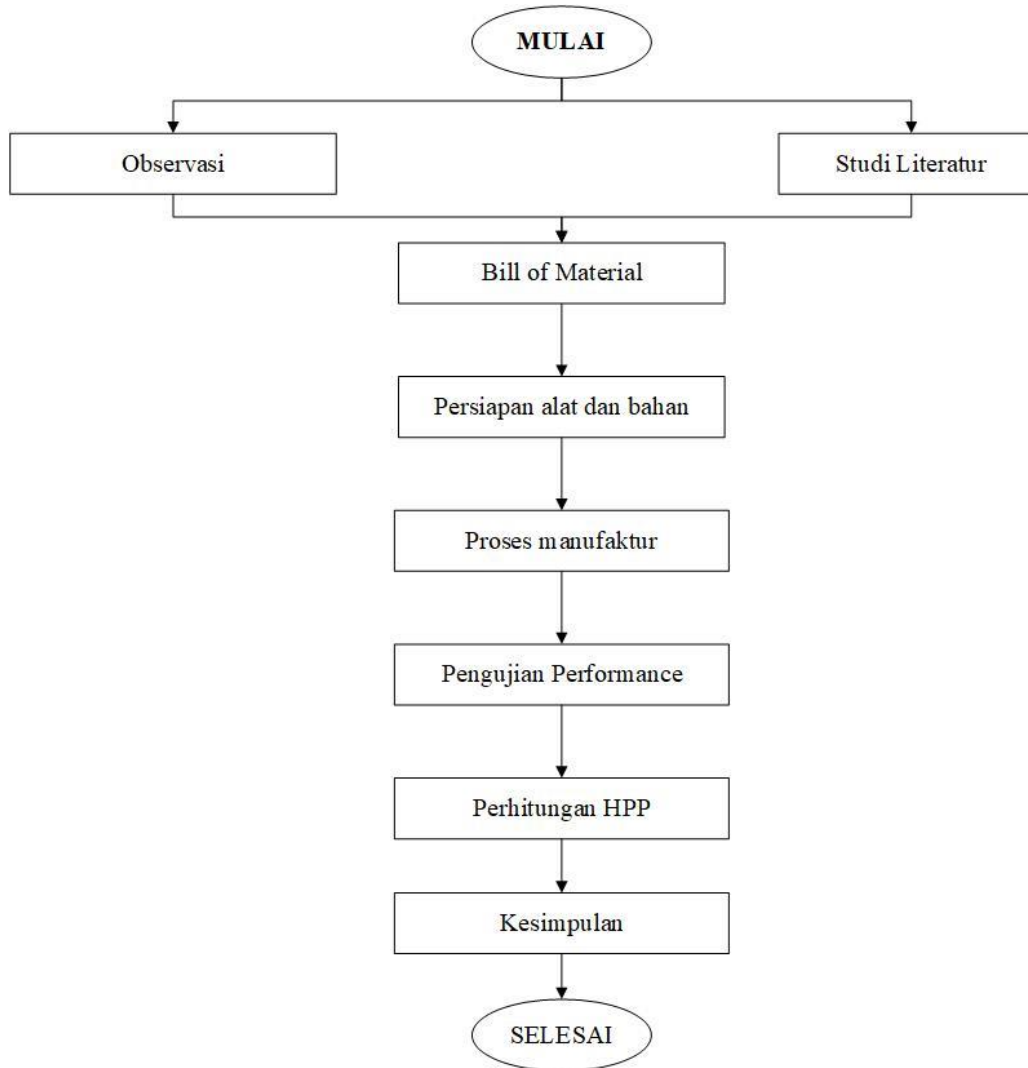 MULAI
Observasi
Studi Literatur
Bill of Material
Persiapan alat dan bahan
Proses manufaktur
Pengujian Performance
Perhitungan HPP
Kesimpulan
SELESAI